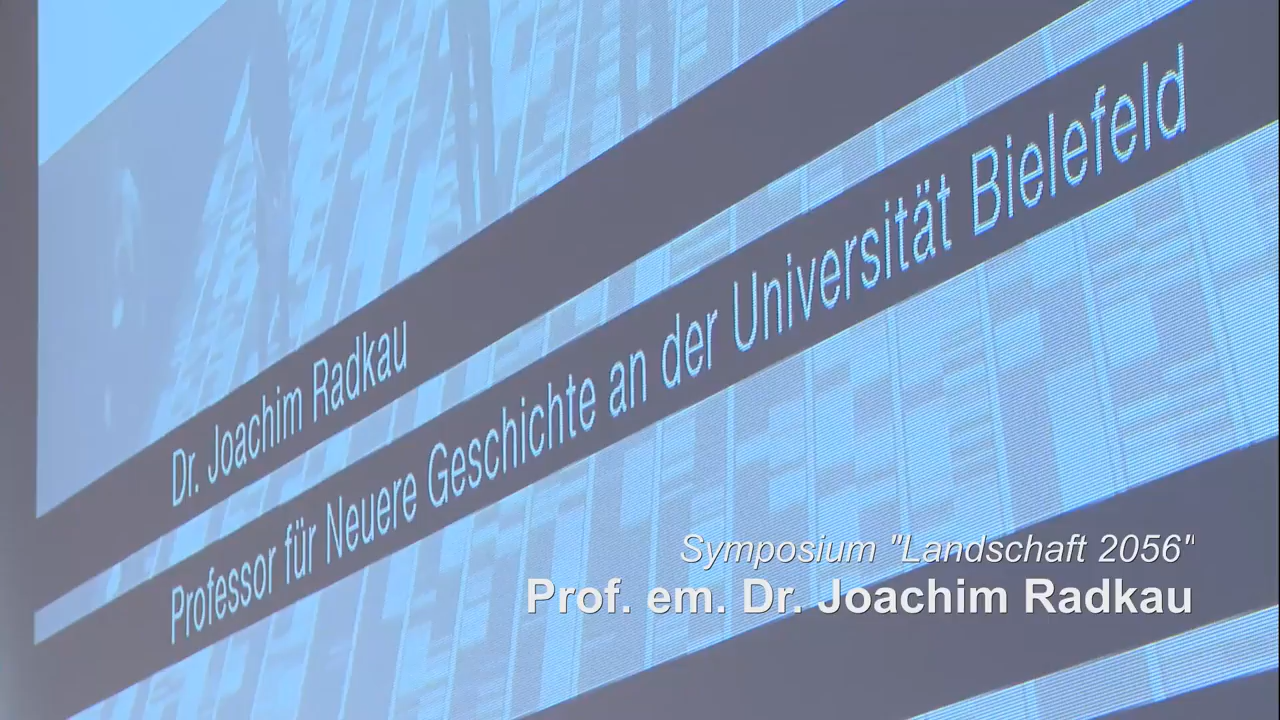 Dr. Joachim Radkau
Professor für Neuere Geschichte an der Universität Bielefeld
Symposium "Landschaft 2056"
Prof. em. Dr. Joachim Radkau